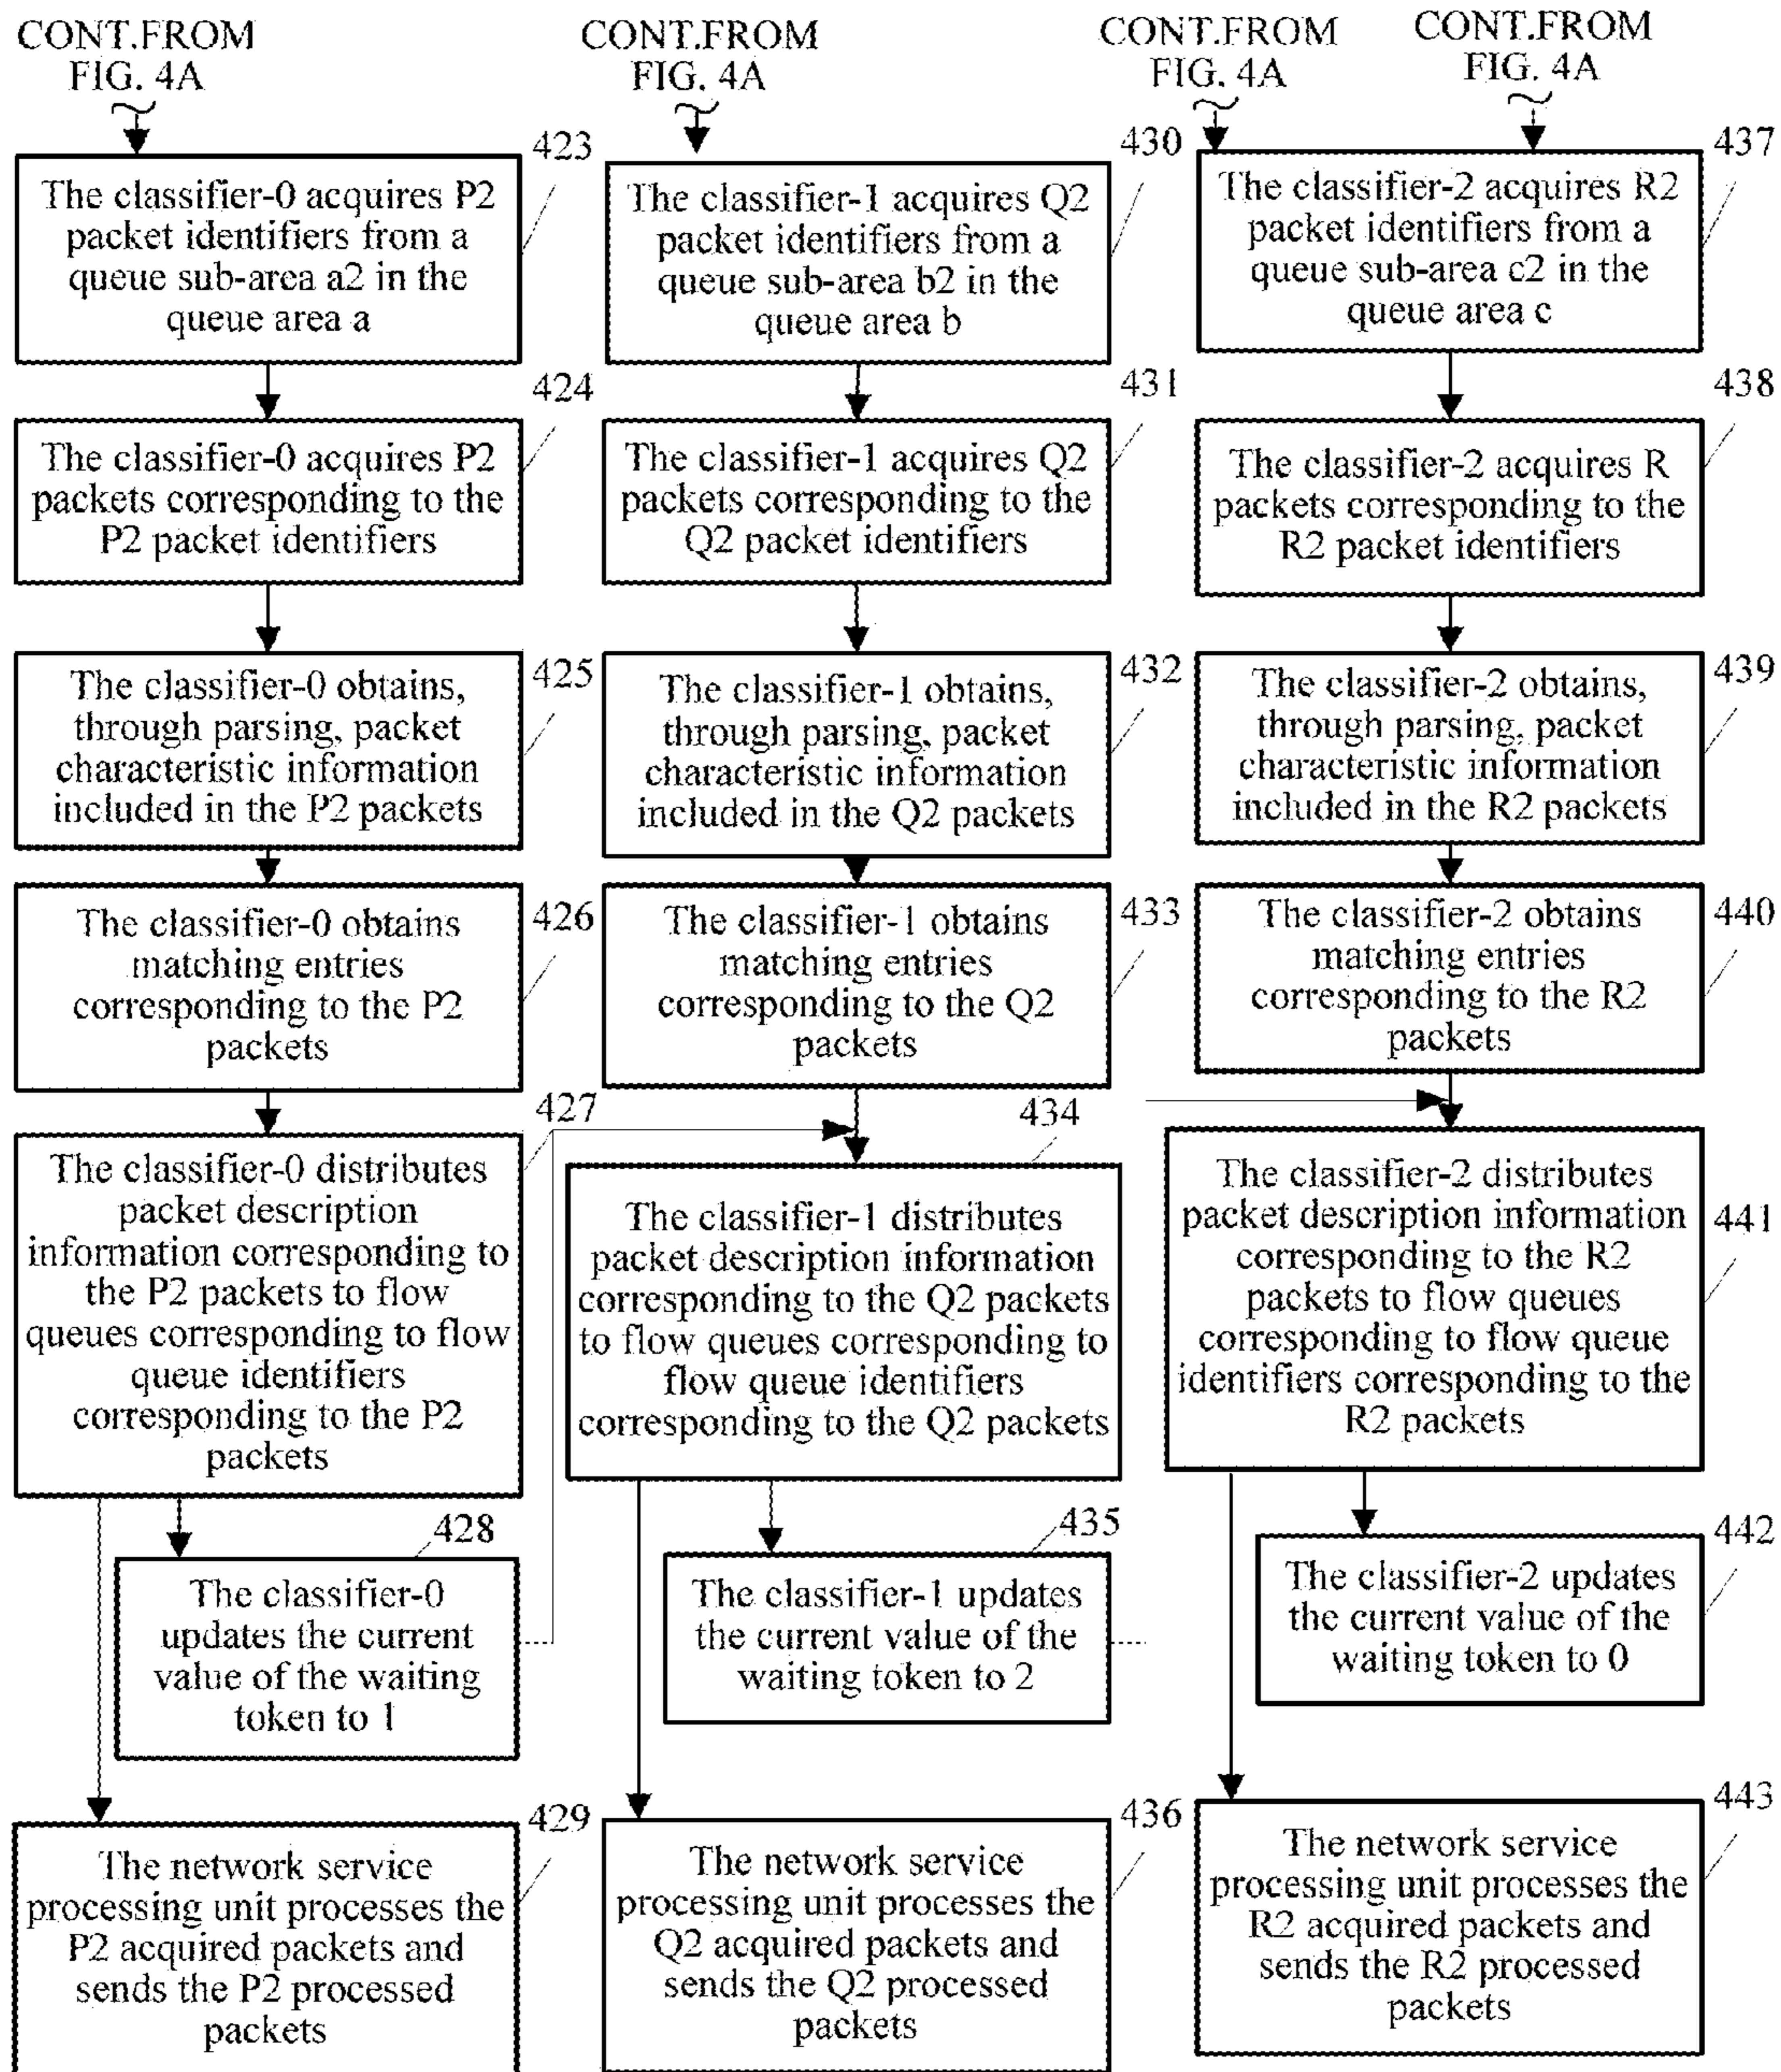 CONT.FROM
FIG. 4A
CONT.FROM
FIG. 4A
CONT.FROM
FIG. 4A
CONT.FROM
FIG. 4A
423
The classifier-0 acquires P2
packet identifiers from a
queue sub-area a2 in the
queue area a
424
The classifier-0 acquires P2
packets corresponding to the
P2 packet identifiers
425
The classifier-0 obtains,
through parsing, packet
characteristic information
included in the P2 packets
426
The classifier-0 obtains
matching entries
corresponding to the P2
packets
427
The classifier-0 distributes
packet description
information corresponding to
the P2 packets to flow
queues corresponding to flow
queue identifiers
corresponding to the P2
packets
428
The classifier-0
updates the current
value of the waiting
token to 1
429
The network service
processing unit processes the
P2 acquired packets and
sends the P2 processed
packets
430
The classifier-1 acquires Q2
packet identifiers from a
queue sub-area b2 in the
queue area b
431
The classifier-1 acquires Q2
packets corresponding to the
Q2 packet identifiers
432
The classifier-1 obtains,
through parsing, packet
characteristic information
included in the Q2 packets
433
The classifier-1 obtains
matching entries
corresponding to the Q2
packets
434
The classifier-1 distributes
packet description information
corresponding to the Q2 packets
to flow queues corresponding to
flow queue identifiers
corresponding to the Q2 packets
435
The classifier-1 updates
the current value of the
waiting token to 2
436
The network service
processing unit processes the
Q2 acquired packets and
sends the Q2 processed
packets
437
The classifier-2 acquires R2
packet identifiers from a
queue sub-area c2 in the
queue area c
438
The classifier-2 acquires R
packets corresponding to the
R2 packet identifiers
439
The classifier-2 obtains,
through parsing, packet
characteristic information
included in the R2 packets
440
The classifier-2 obtains
matching entries
corresponding to the R2
packets
441
The classifier-2 distributes
packet description information
corresponding to the R2
packets to flow queues
corresponding to flow queue
identifiers corresponding to the
R2 packets
442
The classifier-2 updates
the current value of the
waiting token to 0
443
The network service
processing unit processes the
R2 acquired packets and
sends the R2 processed
packets